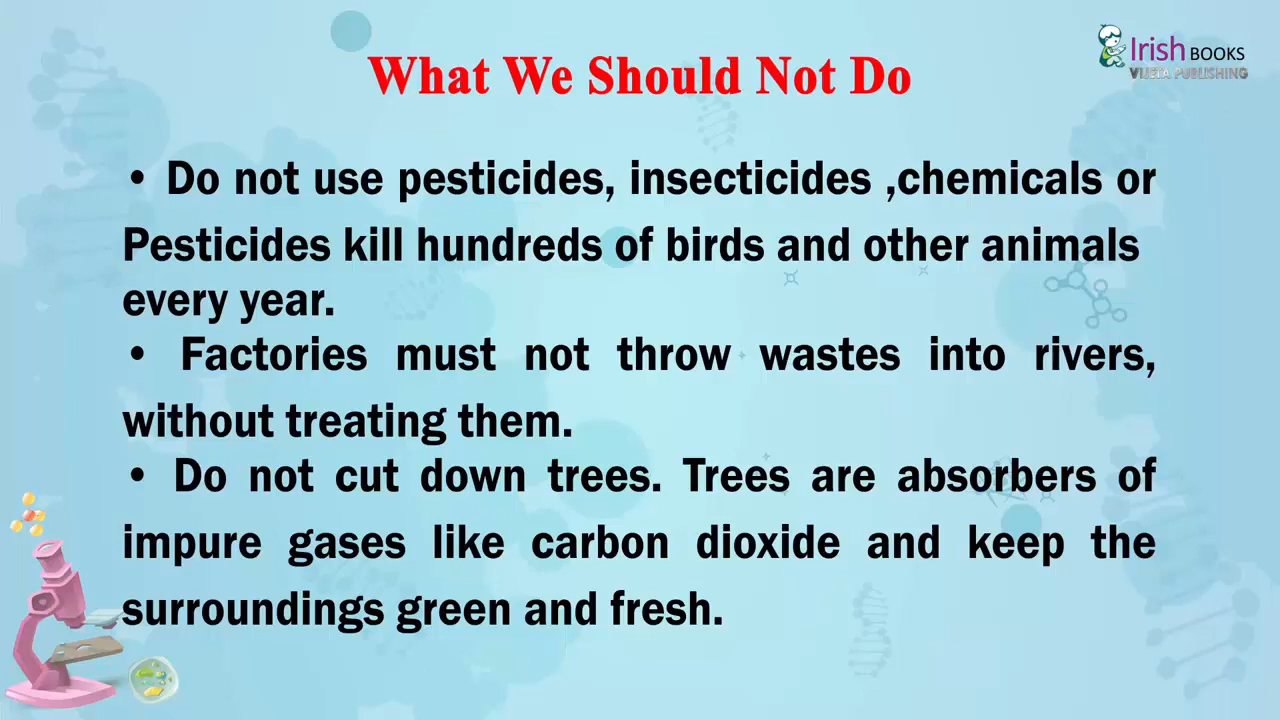 Irish BOOKS
VIJETA PUBLISHING
What We Should Not Do
• Do not use pesticides, insecticides ,chemicals or
Pesticides kill hundreds of birds and other animals
every year.
• Factories must not throw wastes into rivers,
without treating them.
• Do not cut down trees. Trees are absorbers of
impure gases like carbon dioxide and keep the
surroundings green and fresh.